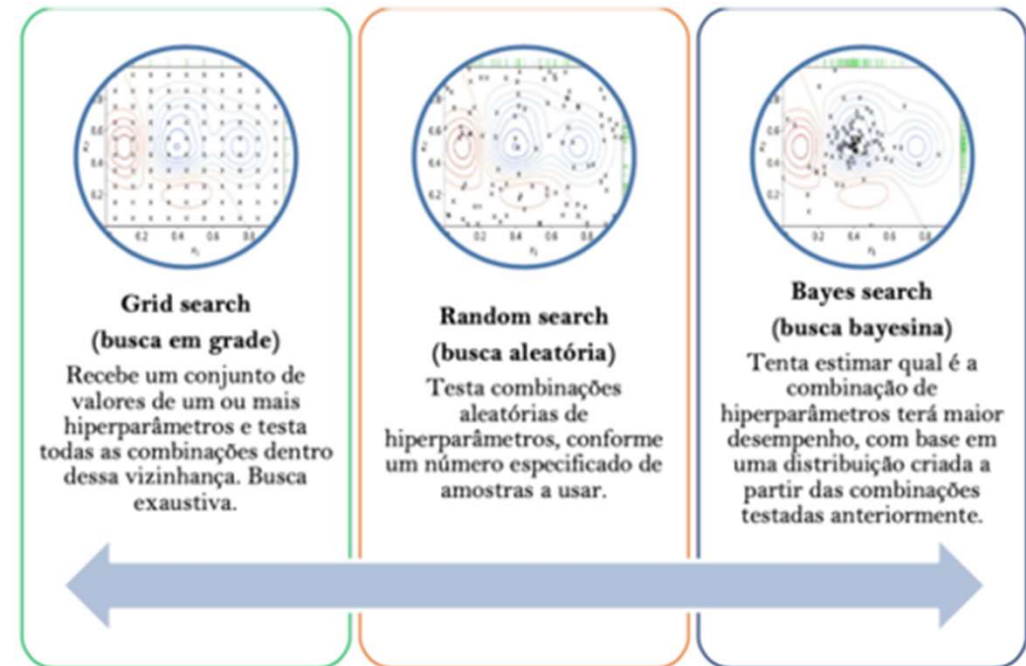 Grid search
(busca em grade)
Recebe um conjunto de
valores de um ou mais
hiperparâmetros e testa
todas as combinações dentro
dessa vizinhança. Busca
exaustiva.
Random search
(busca aleatória)
Testa combinações
aleatórias de
hiperparâmetros, conforme
um número especificado de
amostras a usar.
Bayes search
(busca bayesina)
Tenta estimar qual é a
combinação de
hiperparâmetros terá maior
desempenho, com base em
uma distribuição criada a
partir das combinações
testadas anteriormente.